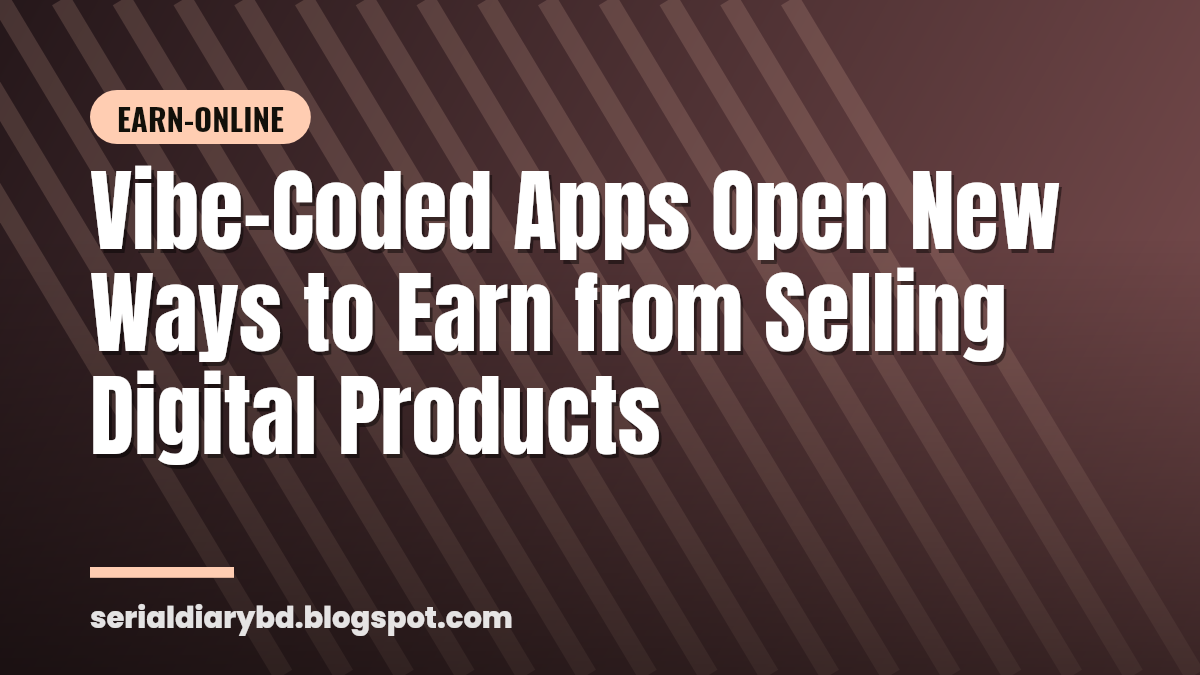 EARN-ONLINE
Vibe-Coded Apps Open New
Ways to Earn from Selling
Digital Products
serialdiarybd.blogspot.com